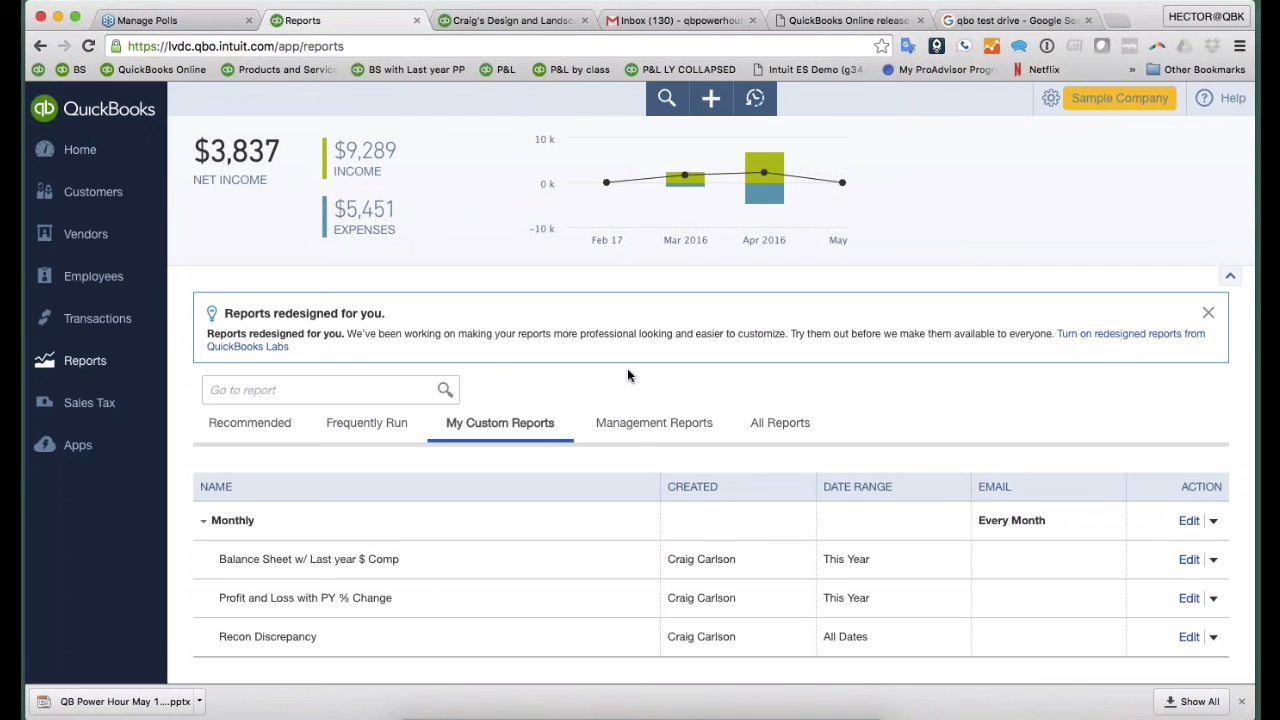 Manage Polls
Reports
Craig's Design and Landsc
Inbox (130) - qbpowerhou
QuickBooks Online release
qbo test drive - Google Se
HECTOR@QBK
https://lvdc.qbo.intuit.com/app/reports
BS
QuickBooks Online
Products and Servic
BS with Last year PP
P&L
P&L by class
P&L LY COLLAPSED
Intuit ES Demo (g34
My ProAdvisor Prog
Netflix
»
Other Bookmarks
qb QuickBooks
Sample Company
Help
Home
Customers
Vendors
Employees
Transactions
Reports
Sales Tax
Apps
$3,837
NET INCOME
$9,289
INCOME
$5,451
EXPENSES
10 k
0 k
-10 k
Feb 17
Mar 2016
Apr 2016
May
Reports redesigned for you.
Reports redesigned for you. We've been working on making your reports more professional looking and easier to customize. Try them out before we make them available to everyone. Turn on redesigned reports from
QuickBooks Labs
Go to report
Recommended
Frequently Run
My Custom Reports
Management Reports
All Reports
NAME CREATED DATE RANGE EMAIL ACTION
Monthly Every Month Edit
Balance Sheet w/ Last year $ Comp Craig Carlson This Year Edit
Profit and Loss with PY % Change Craig Carlson This Year Edit
Recon Discrepancy Craig Carlson All Dates Edit
QB Power Hour May 1....pptx
Show All